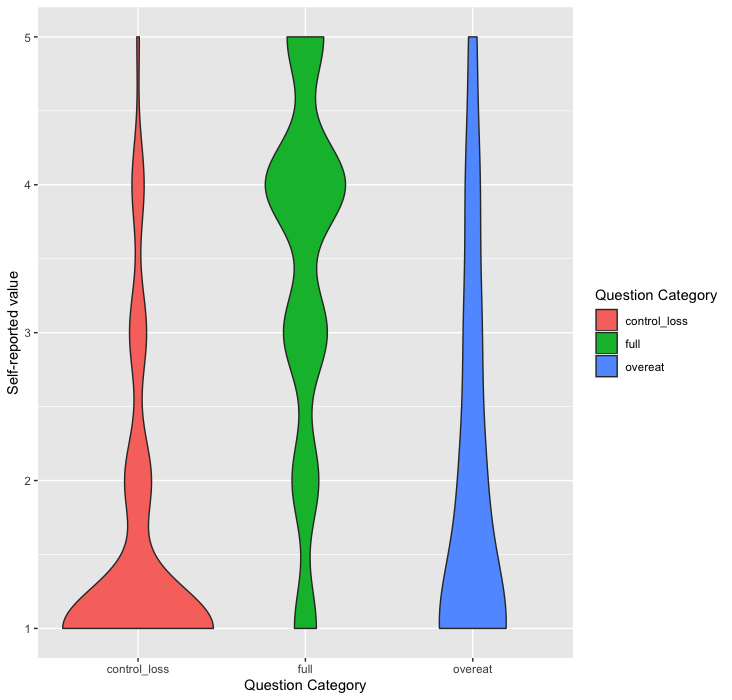 5
4
3
2
1
Self-reported value
control_loss
full
overeat
Question Category
Question Category
control_loss
full
overeat